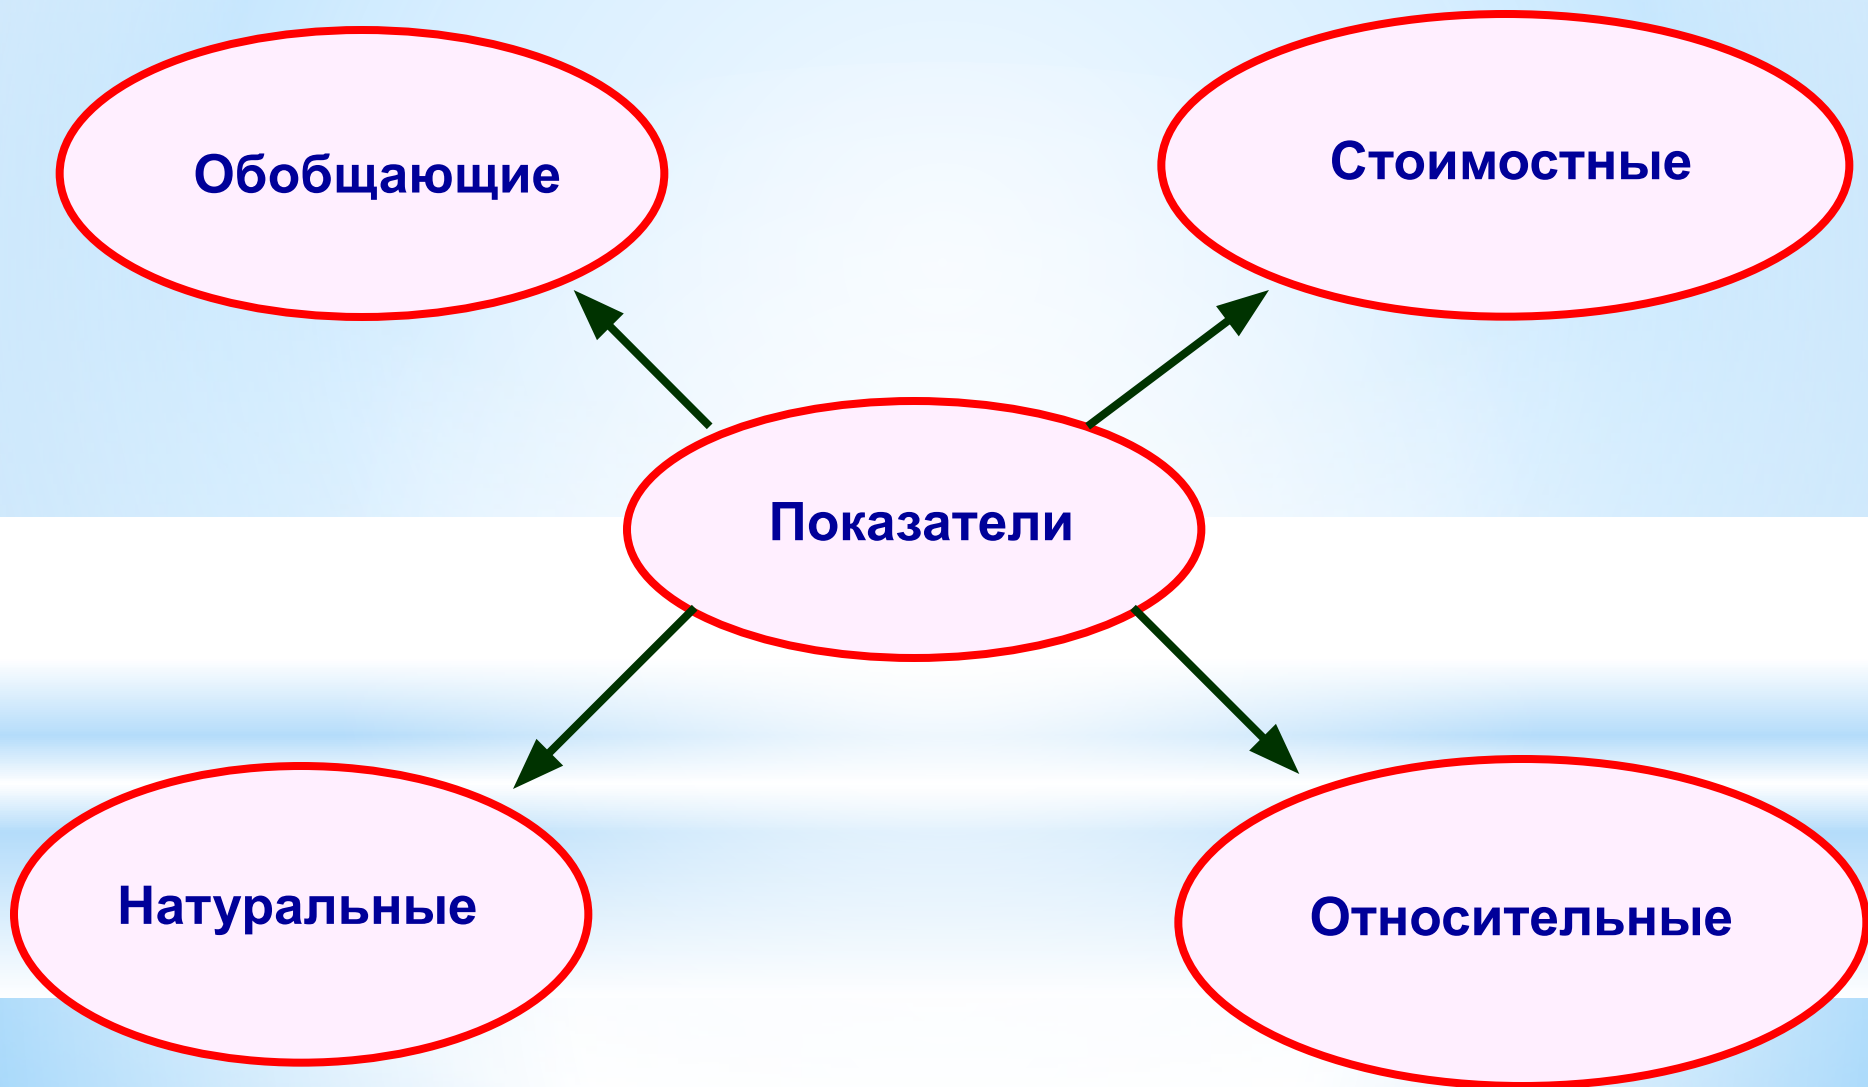 Обобщающие
Стоимостные
Показатели
Натуральные
Относительные